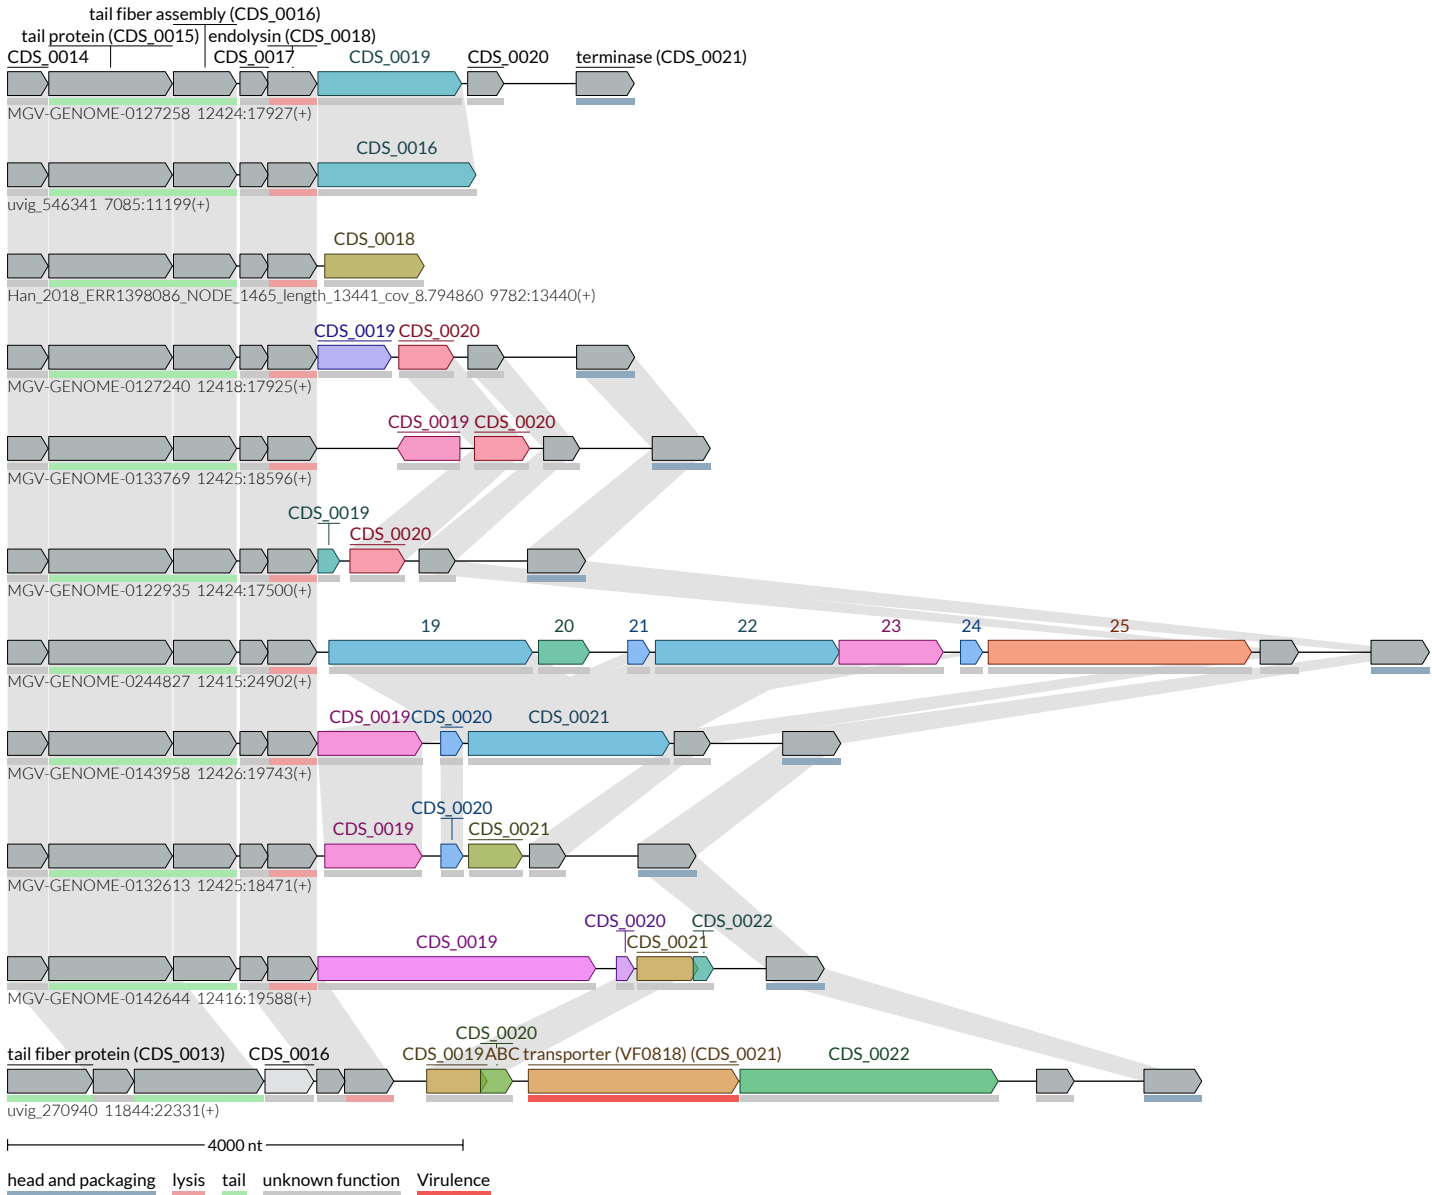 tail fiber assembly (CDS_0016)
tail protein (CDS_0015) endolysin (CDS_0018)
CDS_0014 CDS_0017 CDS_0019 CDS_0020 terminase (CDS_0021)
MGV-GENOME-0127258 12424:17927(+)
CDS_0016
uvig_546341 7085:11199(+)
CDS_0018
Han_2018_ERR1398086_NODE_1465_length_13441_cov_8.794860 9782:13440(+)
CDS_0019 CDS_0020
MGV-GENOME-0127240 12418:17925(+)
CDS_0019 CDS_0020
MGV-GENOME-0133769 12425:18596(+)
CDS_0019
CDS_0020
MGV-GENOME-0122935 12424:17500(+)
19 20 21 22 23 24 25
MGV-GENOME-0244827 12415:24902(+)
CDS_0019 CDS_0020 CDS_0021
MGV-GENOME-0143958 12426:19743(+)
CDS_0020
CDS_0019 CDS_0021
MGV-GENOME-0132613 12425:18471(+)
CDS_0020 CDS_0022
CDS_0019 CDS_0021
MGV-GENOME-0142644 12416:19588(+)
CDS_0020
tail fiber protein (CDS_0013) CDS_0016 CDS_0019 ABC transporter (VF0818) (CDS_0021) CDS_0022
uvig_270940 11844:22331(+)
4000 nt
head and packaging lysis tail unknown function Virulence